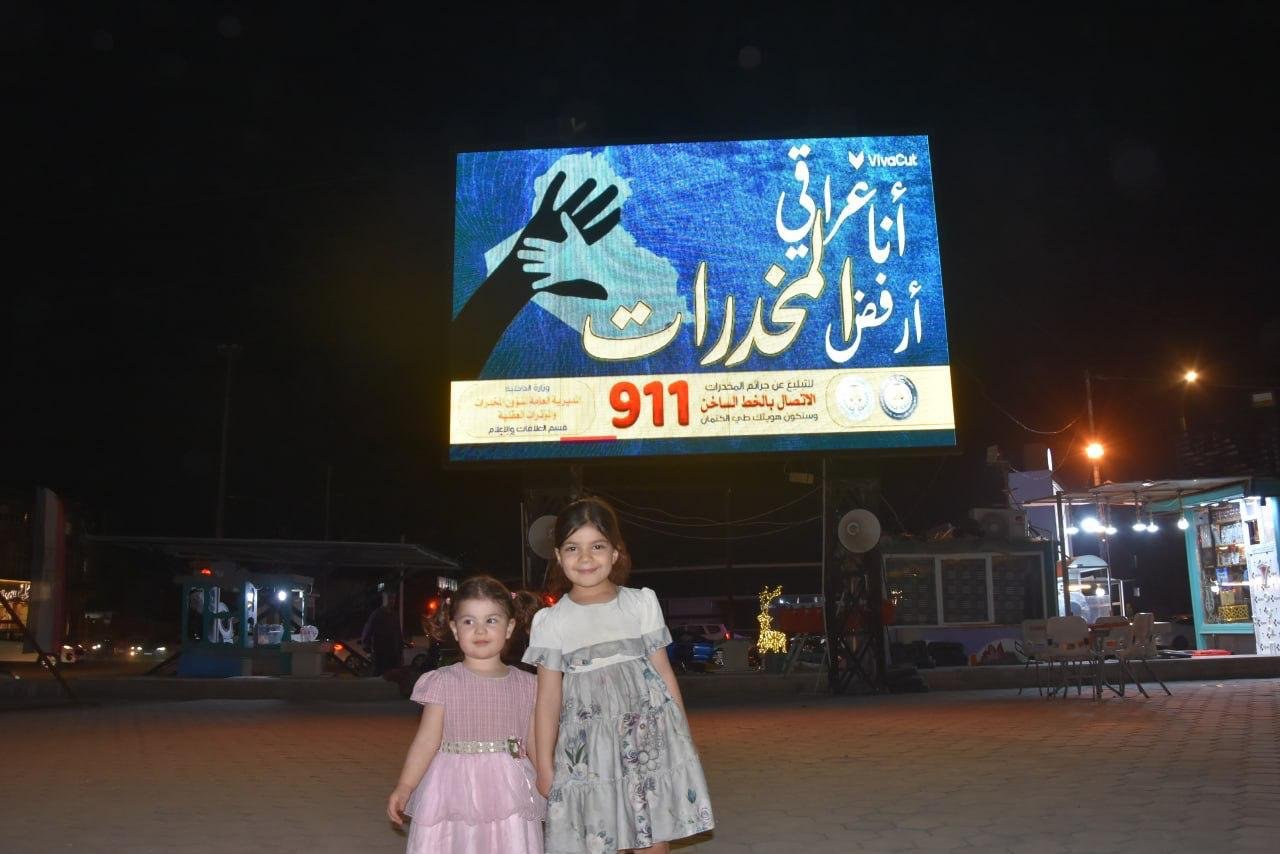 VivaCut
أنا عراقي
أرفض المخدرات
للتبليغ عن جرائم المخدرات
الاتصال بالخط الساخن
وستكون هويتك طي الكتمان
911
وزارة الداخلية
المديرية العامة لشؤون المخدرات
والمؤثرات العقلية
قسم العلاقات والإعلام